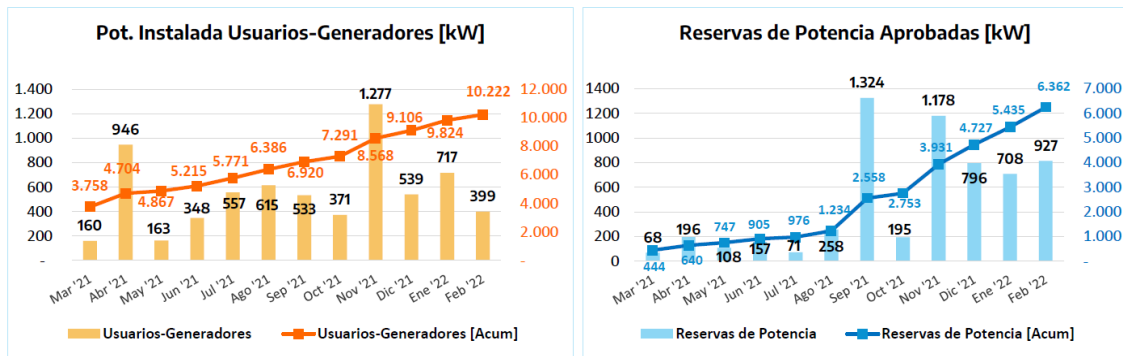 Pot. Instalada Usuarios-Generadores [kW]
1.400
1.200
1.000
800
600
400
200
-
12.000
10.000
8.000
6.000
4.000
2.000
-
160
946
163
348
557
615
533
371
1.277
539
717
399
3.758
4.704
4.867
5.215
5.771
6.386
6.920
7.291
8.568
9.106
9.824
10.222
Mar '21
Abr '21
May '21
Jun '21
Jul '21
Ago '21
Sep '21
Oct '21
Nov '21
Dic '21
Ene '22
Feb '22
Usuarios-Generadores
Usuarios-Generadores [Acum]
Reservas de Potencia Aprobadas [kW]
1400
1200
1000
800
600
400
200
0
7.000
6.000
5.000
4.000
3.000
2.000
1.000
-
68
196
108
157
71
258
1.324
195
1.178
796
708
927
444
640
747
905
976
1.234
2.558
2.753
3.931
4.727
5.435
6.362
Mar '21
Abr '21
May '21
Jun '21
Jul '21
Ago '21
Sep '21
Oct '21
Nov '21
Dic '21
Ene '22
Feb '22
Reservas de Potencia
Reservas de Potencia [Acum]